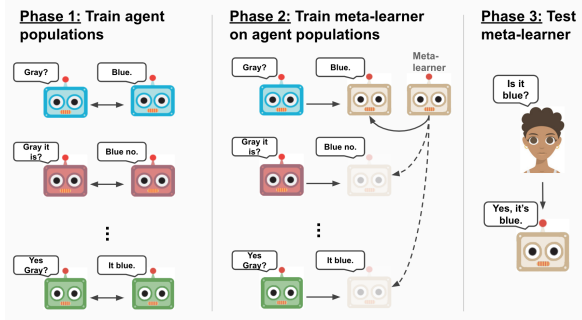 Phase 1: Train agent
populations
Gray?
Blue.
Gray it
is?
Blue no.
Yes
Gray?
It blue.
Phase 2: Train meta-learner
on agent populations
Meta-
learner
Gray?
Blue.
Gray it
is?
Blue no.
Yes
Gray?
It blue.
Phase 3: Test
meta-learner
Is it
blue?
Yes, it's
blue.